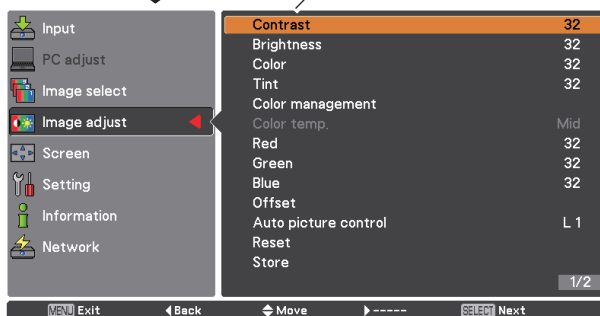 Input
PC adjust
Image select
Image adjust
Screen
Setting
Information
Network
Contrast 32
Brightness 32
Color 32
Tint 32
Color management
Color temp. Mid
Red 32
Green 32
Blue 32
Offset
Auto picture control L 1
Reset
Store
1/2
MENU Exit Back Move ----- SELECT Next